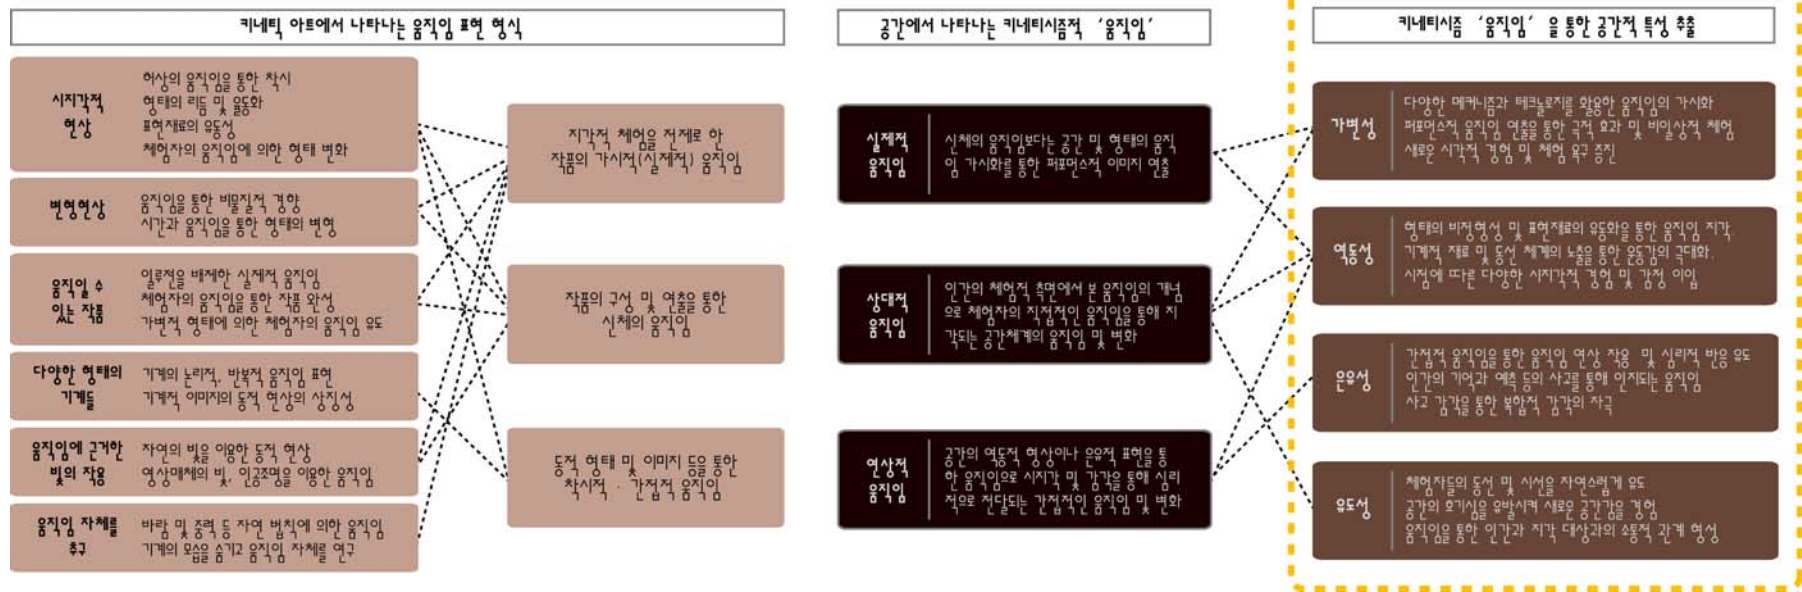 키네틱 아트에서 나타나는 움직임 표현 형식
시지각적
현상
허상의 움직임을 통한 착시
형태의 리듬 및 율동화
표현재료의 유동성
체험자의 움직임에 의한 형태 변화
변형현상
움직임을 통한 비물질적 경향
시간과 움직임을 통한 형태의 변형
움직일 수
있는 작품
일루젼을 배제한 실제적 움직임
체험자의 움직임을 통한 작품 완성
가변적 형태에 의한 체험자의 움직임 유도
다양한 형태의
기계들
기계의 논리적, 반복적 움직임 표현
기계적 이미지의 동적 현상의 상징성
움직임에 근거한
빛의 작용
자연의 빛을 이용한 동적 현상
영상매체의 빛, 인공조명을 이용한 움직임
움직임 자체를
추구
바람 및 중력 등 자연 법칙에 의한 움직임
기계의 모습을 숨기고 움직임 자체를 연구
지각적 체험을 전제로 한
작품의 가시적(실제적) 움직임
작품의 구성 및 연출을 통한
신체의 움직임
동적 형태 및 이미지 등을 통한
착시적 · 간접적 움직임
공간에서 나타나는 키네티시즘적 ‘움직임’
실제적
움직임
신체의 움직임보다는 공간 및 형태의 움직
임 가시화를 통한 퍼포먼스적 이미지 연출
상대적
움직임
인간의 체험적 측면에서 본 움직임의 개념
으로 체험자의 직접적인 움직임을 통해 지
각되는 공간체계의 움직임 및 변화
연상적
움직임
공간의 역동적 형상이나 은유적 표현을 통
한 움직임으로 시지각 및 감각을 통해 심리
적으로 전달되는 간접적인 움직임 및 변화
키네티시즘 ‘움직임’ 을 통한 공간적 특성 추출
가변성
다양한 메커니즘과 테크놀로지를 활용한 움직임의 가시화
퍼포먼스적 움직임 연출을 통한 극적 효과 및 비일상적 체험
새로운 시각적 경험 및 체험 욕구 증진
역동성
형태의 비정형성 및 표현재료의 유동화을 통한 움직임 지각
기계적 재료 및 동선 체계의 노출을 통한 운동감의 극대화.
시점에 따른 다양한 시지각적 경험 및 감정 이입
은유성
간접적 움직임을 통한 움직임 연상 작용 및 심리적 반응 유도
인간의 기억과 예측 등의 사고를 통해 인지되는 움직임
사고 감각을 통한 복합적 감각의 자극
유도성
체험자들의 동선 및 시선을 자연스럽게 유도
공간의 호기심을 유발시켜 새로운 공간감을 경험
움직임을 통한 인간과 지각 대상과의 소통적 관계 형성